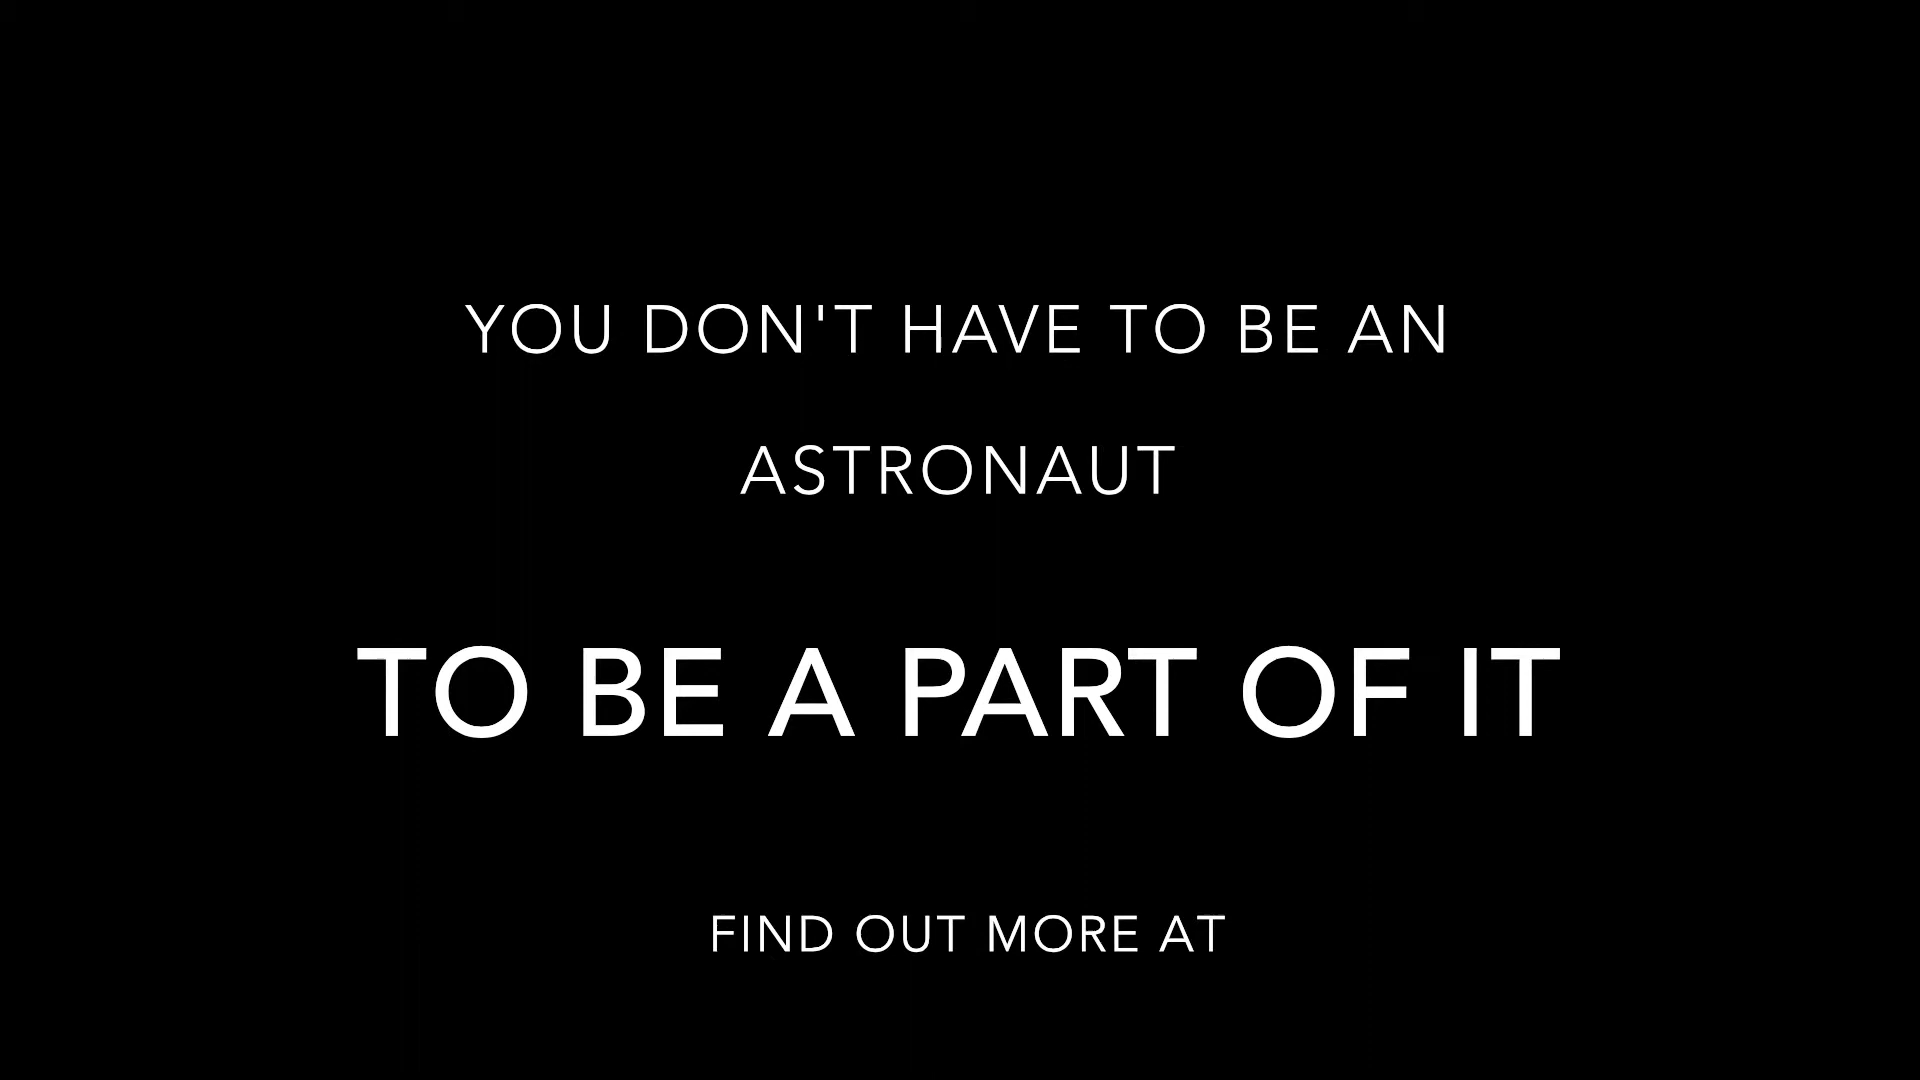 YOU DON'T HAVE TO BE AN
ASTRONAUT
TO BE A PART OF IT
FIND OUT MORE AT